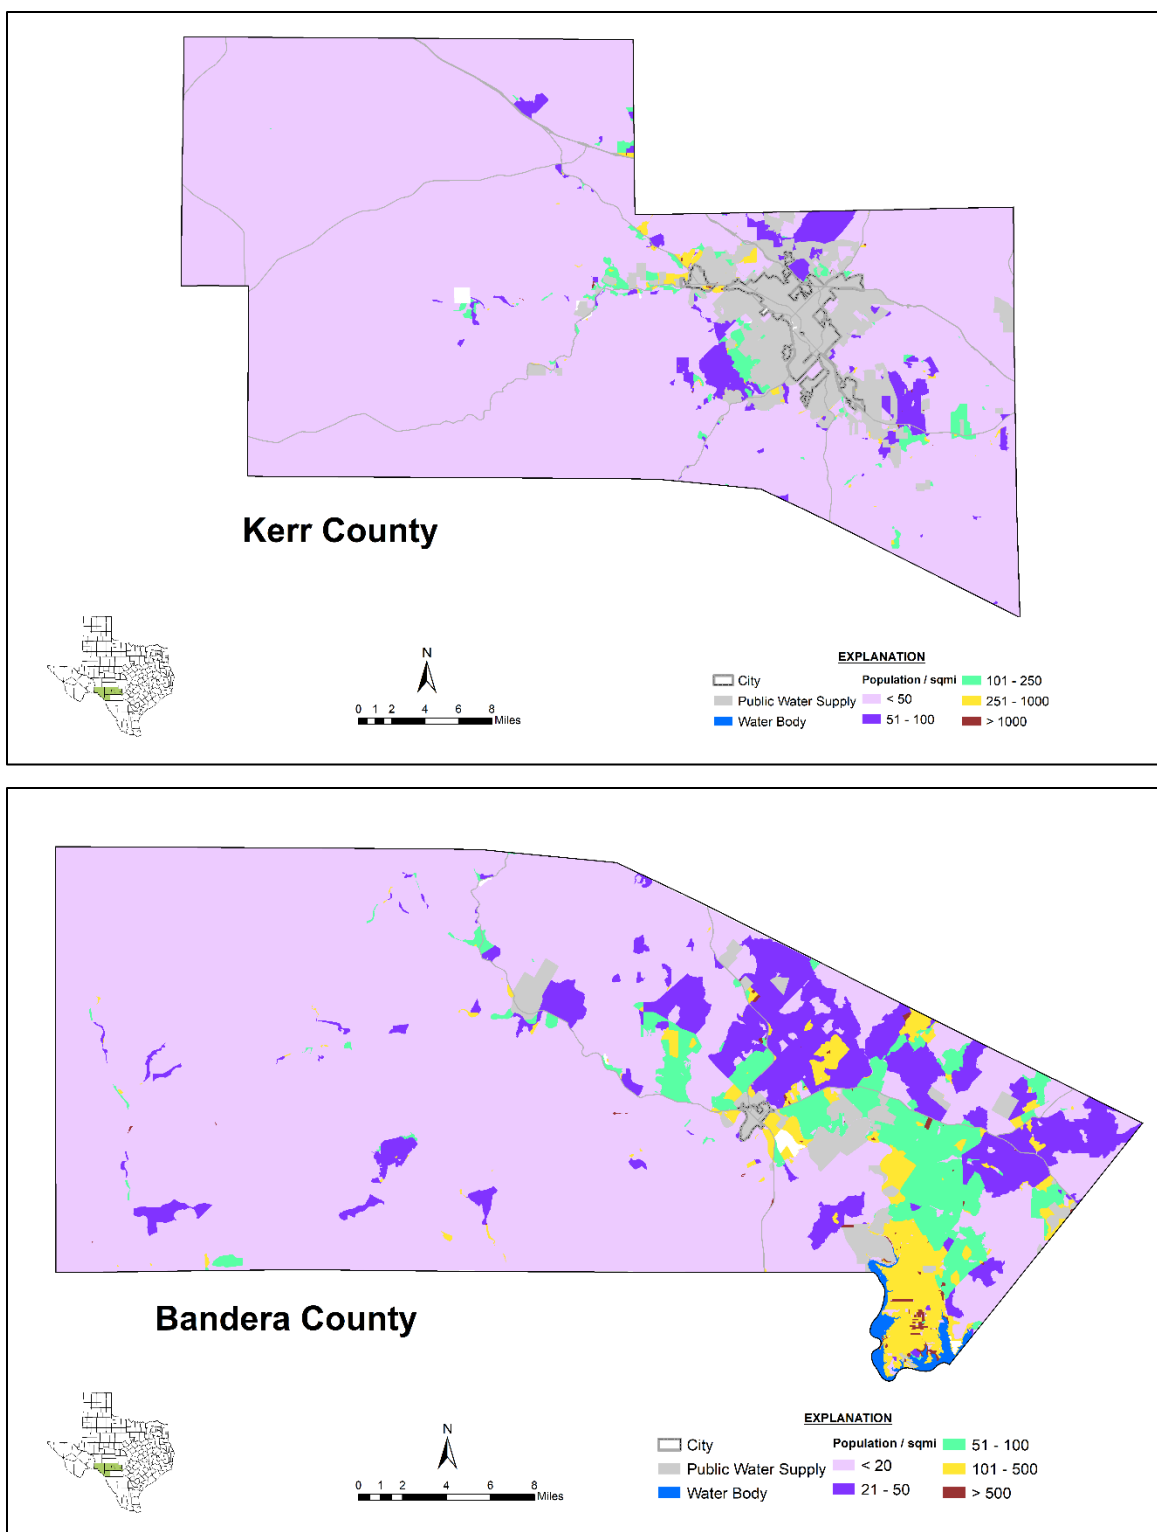 Kerr County
N
0 1 2 4 6 8
Miles
EXPLANATION
City
Public Water Supply
Water Body
Population / sqmi
< 50
51 - 100
101 - 250
251 - 1000
> 1000
Bandera County
N
0 1 2 4 6 8
Miles
EXPLANATION
City
Public Water Supply
Water Body
Population / sqmi
< 20
21 - 50
51 - 100
101 - 500
> 500